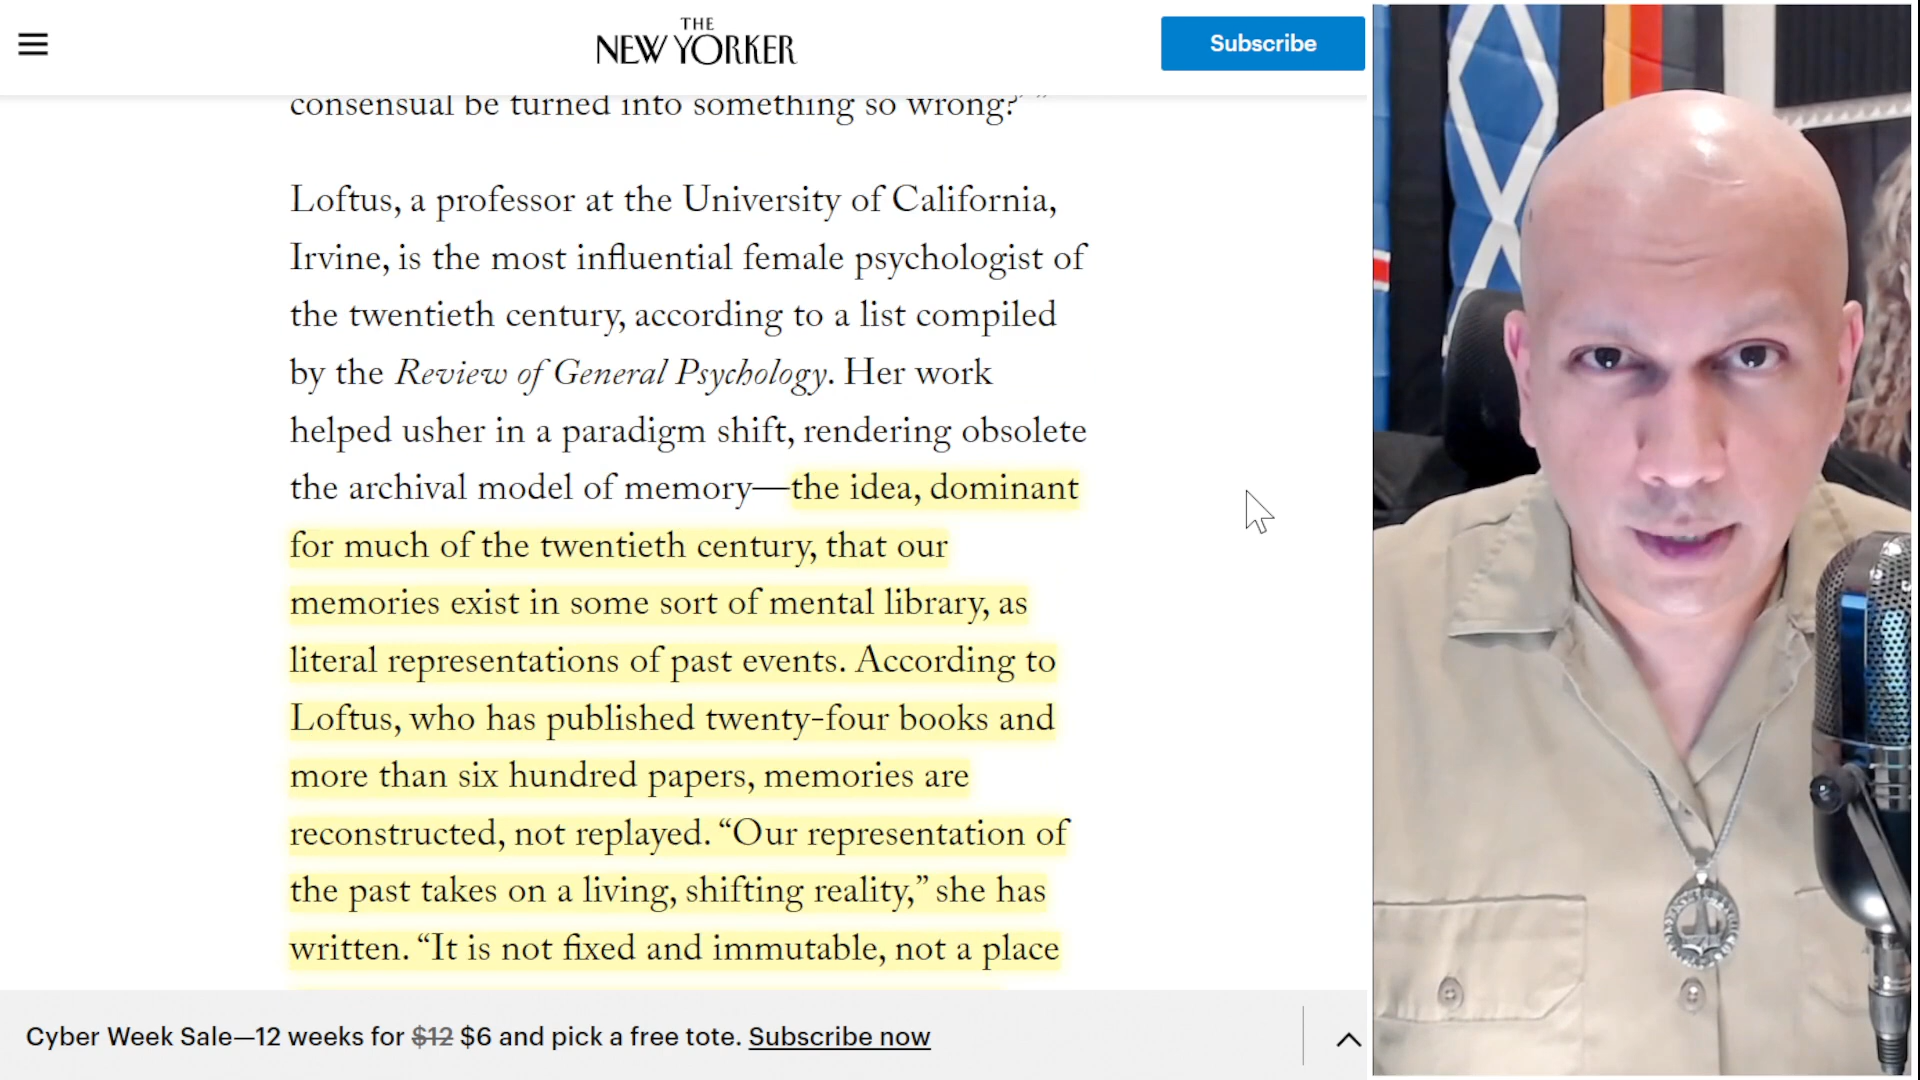 THE
NEW YORKER
Subscribe
consensual be turned into something so wrong?’ ”
Loftus, a professor at the University of California,
Irvine, is the most influential female psychologist of
the twentieth century, according to a list compiled
by the Review of General Psychology. Her work
helped usher in a paradigm shift, rendering obsolete
the archival model of memory—the idea, dominant
for much of the twentieth century, that our
memories exist in some sort of mental library, as
literal representations of past events. According to
Loftus, who has published twenty-four books and
more than six hundred papers, memories are
reconstructed, not replayed. “Our representation of
the past takes on a living, shifting reality,” she has
written. “It is not fixed and immutable, not a place
Cyber Week Sale—12 weeks for $12 $6 and pick a free tote. Subscribe now